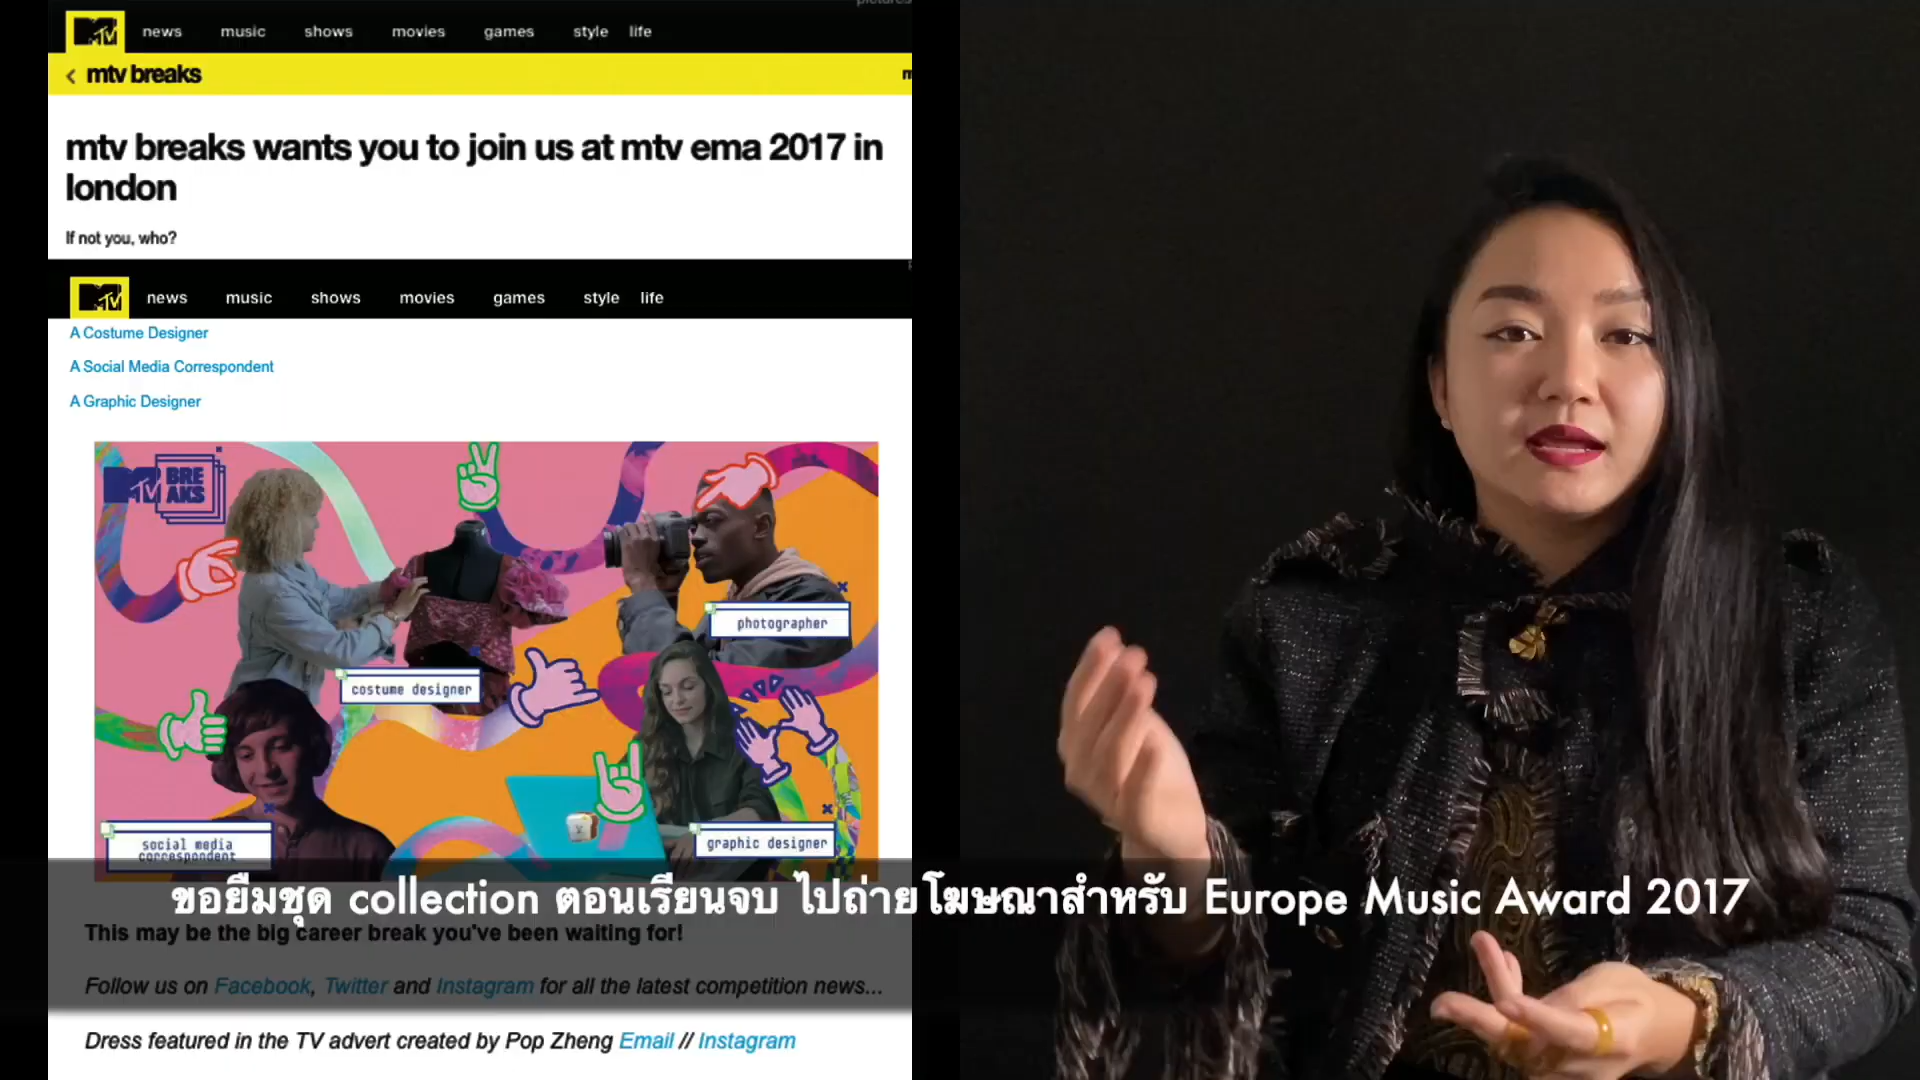 news music shows movies games style life
mtv breaks
mtv breaks wants you to join us at mtv ema 2017 in
london
If not you, who?
MTV news music shows movies games style life
A Costume Designer
A Social Media Correspondent
A Graphic Designer
MTV BRE
AKS
photographer
costume designer
social media
correspondent
graphic designer
ขอยืมชุด collection ตอนเรียนจบ ไปถ่ายโฆษณาสำหรับ Europe Music Award 2017
This may be the big career break you've been waiting for!
Follow us on Facebook, Twitter and Instagram for all the latest competition news...
Dress featured in the TV advert created by Pop Zheng Email // Instagram